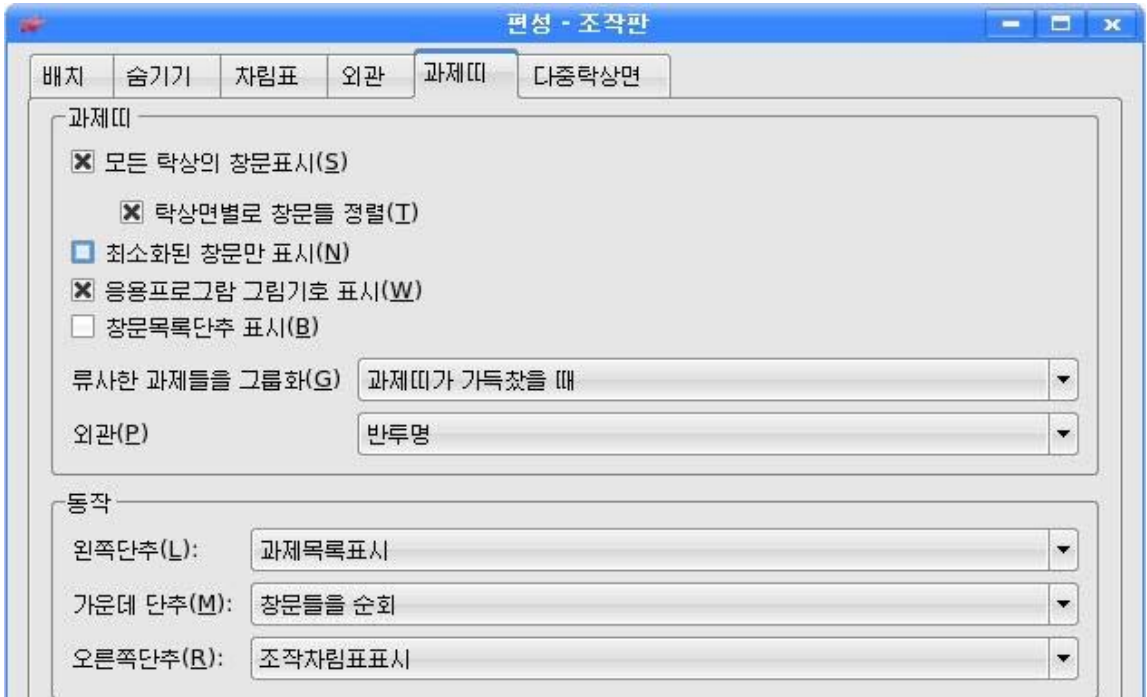 편성 - 조작판
배치 숨기기 차림표 외관 과제띠 다중탁상면
과제띠
모든 탁상의 창문표시(S)
탁상면별로 창문들 정렬(T)
최소화된 창문만 표시(N)
응용프로그람 그림기호 표시(W)
창문목록단추 표시(B)
류사한 과제들을 그룹화(G) 과제띠가 가득찼을 때
외관(P) 반투명
동작
왼쪽단추(L): 과제목록표시
가운데 단추(M): 창문들을 순회
오른쪽단추(R): 조작차림표표시